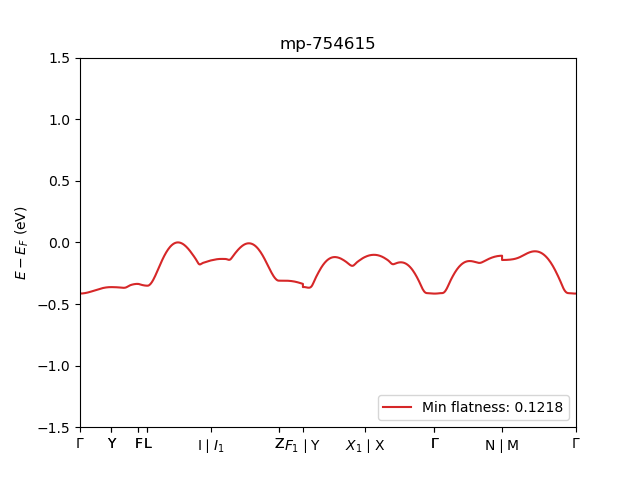 mp-754615
E − E_F (eV)
1.5
1.0
0.5
0.0
−0.5
−1.0
−1.5
Min flatness: 0.1218
Γ Y F L I | I₁ Z F₁ | Y X₁ | X Γ N | M Γ